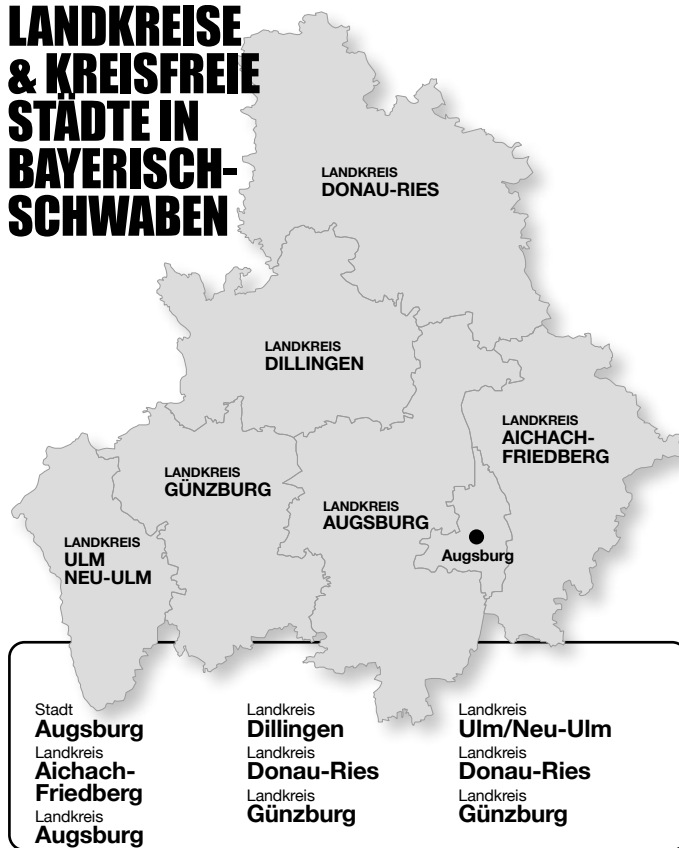 LANDKREISE
& KREISFREIE
STÄDTE IN
BAYERISCH-
SCHWABEN
LANDKREIS
DONAU-RIES
LANDKREIS
DILLINGEN
LANDKREIS
AICHACH-
FRIEDBERG
LANDKREIS
GÜNZBURG
LANDKREIS
AUGSBURG
LANDKREIS
ULM
NEU-ULM
Augsburg
Stadt
Augsburg
Landkreis
Aichach-
Friedberg
Landkreis
Augsburg
Landkreis
Dillingen
Landkreis
Donau-Ries
Landkreis
Günzburg
Landkreis
Ulm/Neu-Ulm
Landkreis
Donau-Ries
Landkreis
Günzburg